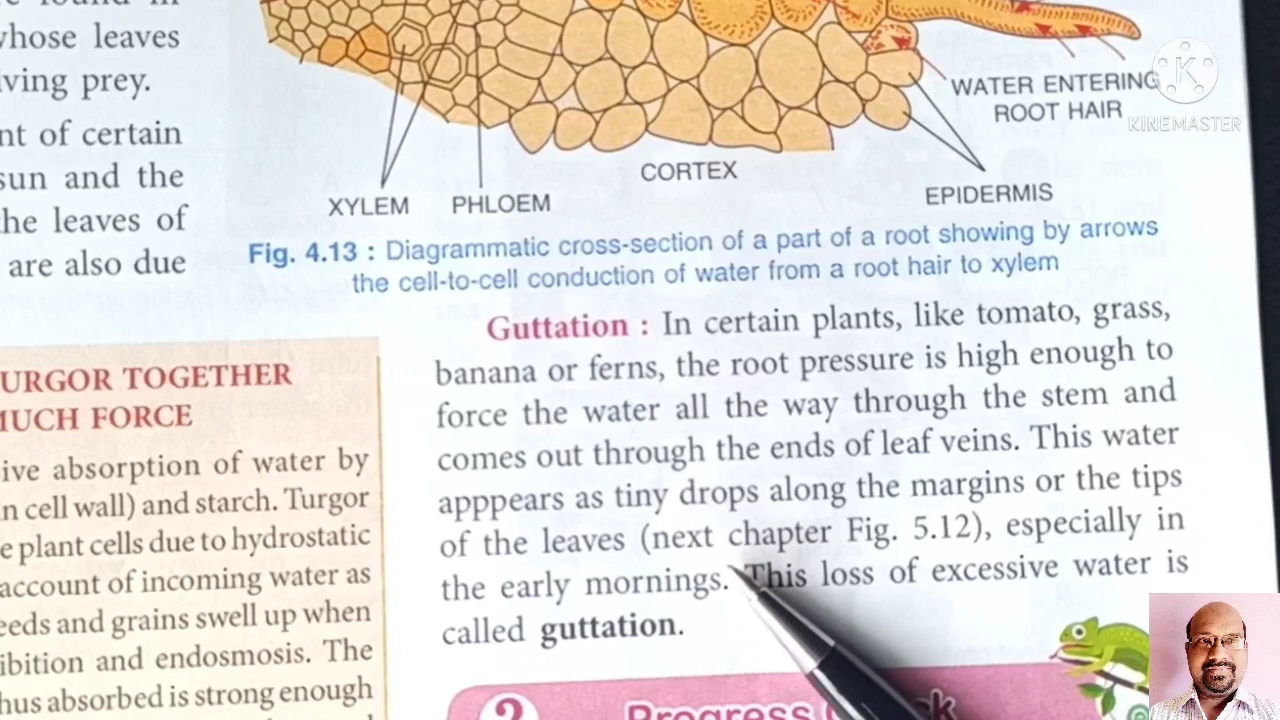 whose leaves
iving prey.
nt of certain
sun and the
he leaves of
are also due
WATER ENTERING
ROOT HAIR
KINEMASTER
CORTEX
EPIDERMIS
XYLEM
PHLOEM
Fig. 4.13 : Diagrammatic cross-section of a part of a root showing by arrows
the cell-to-cell conduction of water from a root hair to xylem
URGOR TOGETHER
MUCH FORCE
ive absorption of water by
n cell wall) and starch. Turgor
e plant cells due to hydrostatic
account of incoming water as
eeds and grains swell up when
ibition and endosmosis. The
hus absorbed is strong enough
Guttation : In certain plants, like tomato, grass,
banana or ferns, the root pressure is high enough to
force the water all the way through the stem and
comes out through the ends of leaf veins. This water
apppears as tiny drops along the margins or the tips
of the leaves (next chapter Fig. 5.12), especially in
the early mornings. This loss of excessive water is
called guttation.
? Progress